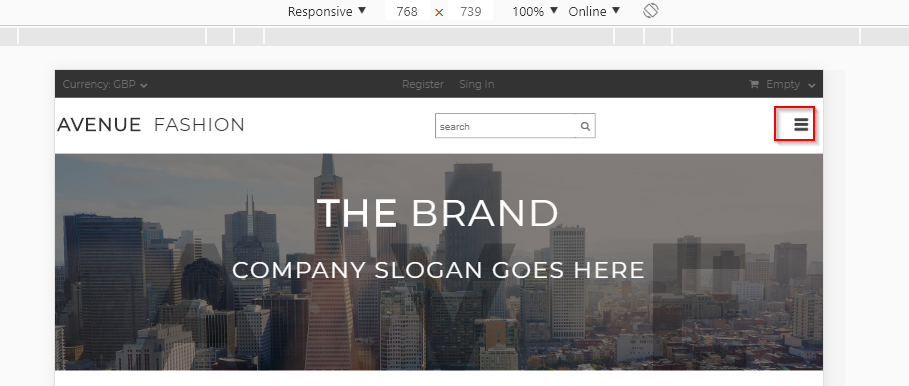 Responsive ▼ 768 × 739 100% ▼ Online ▼
Currency: GBP Register Sing in Empty
AVENUE FASHION search
THE BRAND
COMPANY SLOGAN GOES HERE